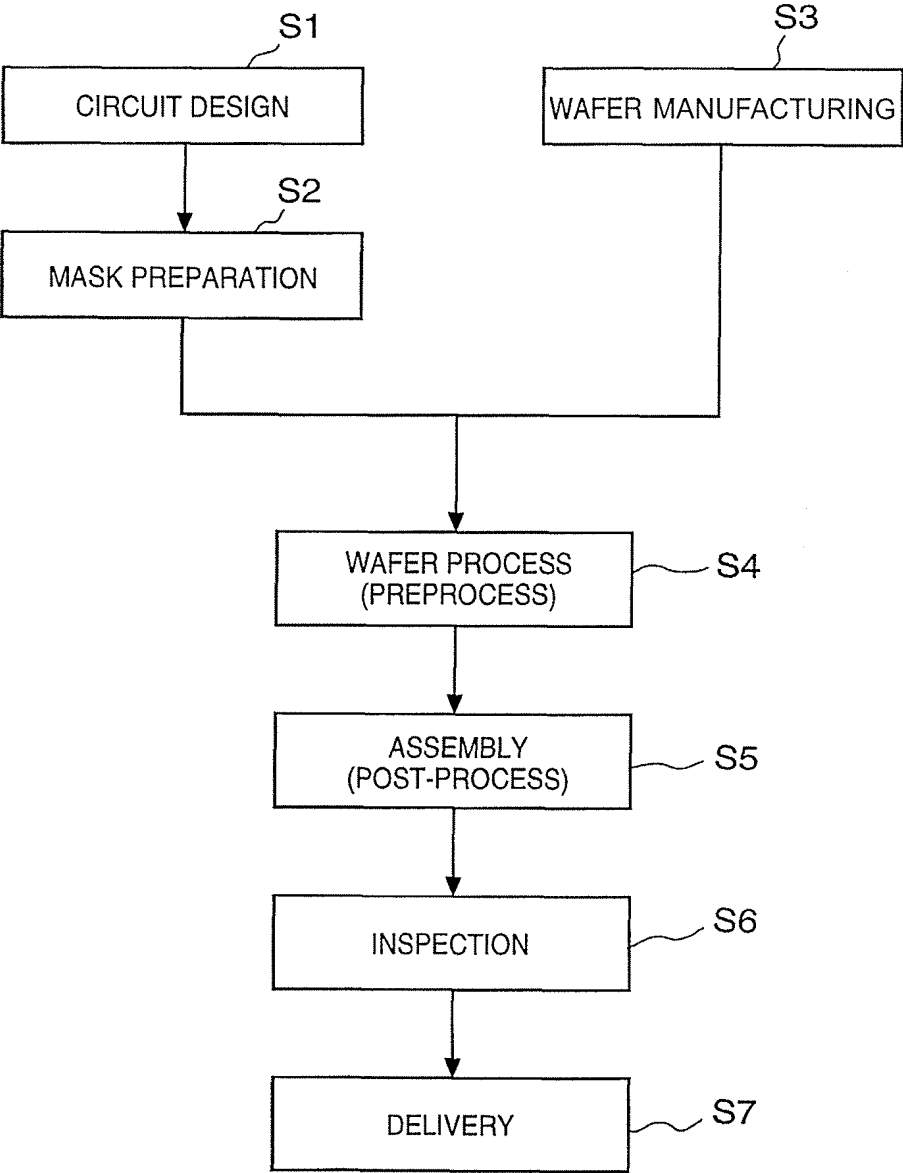 S1
CIRCUIT DESIGN
S3
WAFER MANUFACTURING
S2
MASK PREPARATION
WAFER PROCESS
(PREPROCESS)
S4
ASSEMBLY
(POST-PROCESS)
S5
INSPECTION
S6
DELIVERY
S7